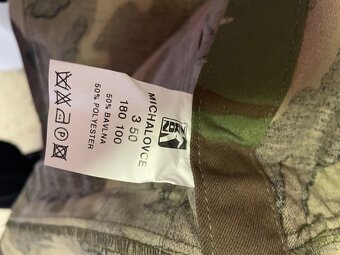 MICHALOVCE
3 50
180 100
50% BAVLNA
50% POLYESTER